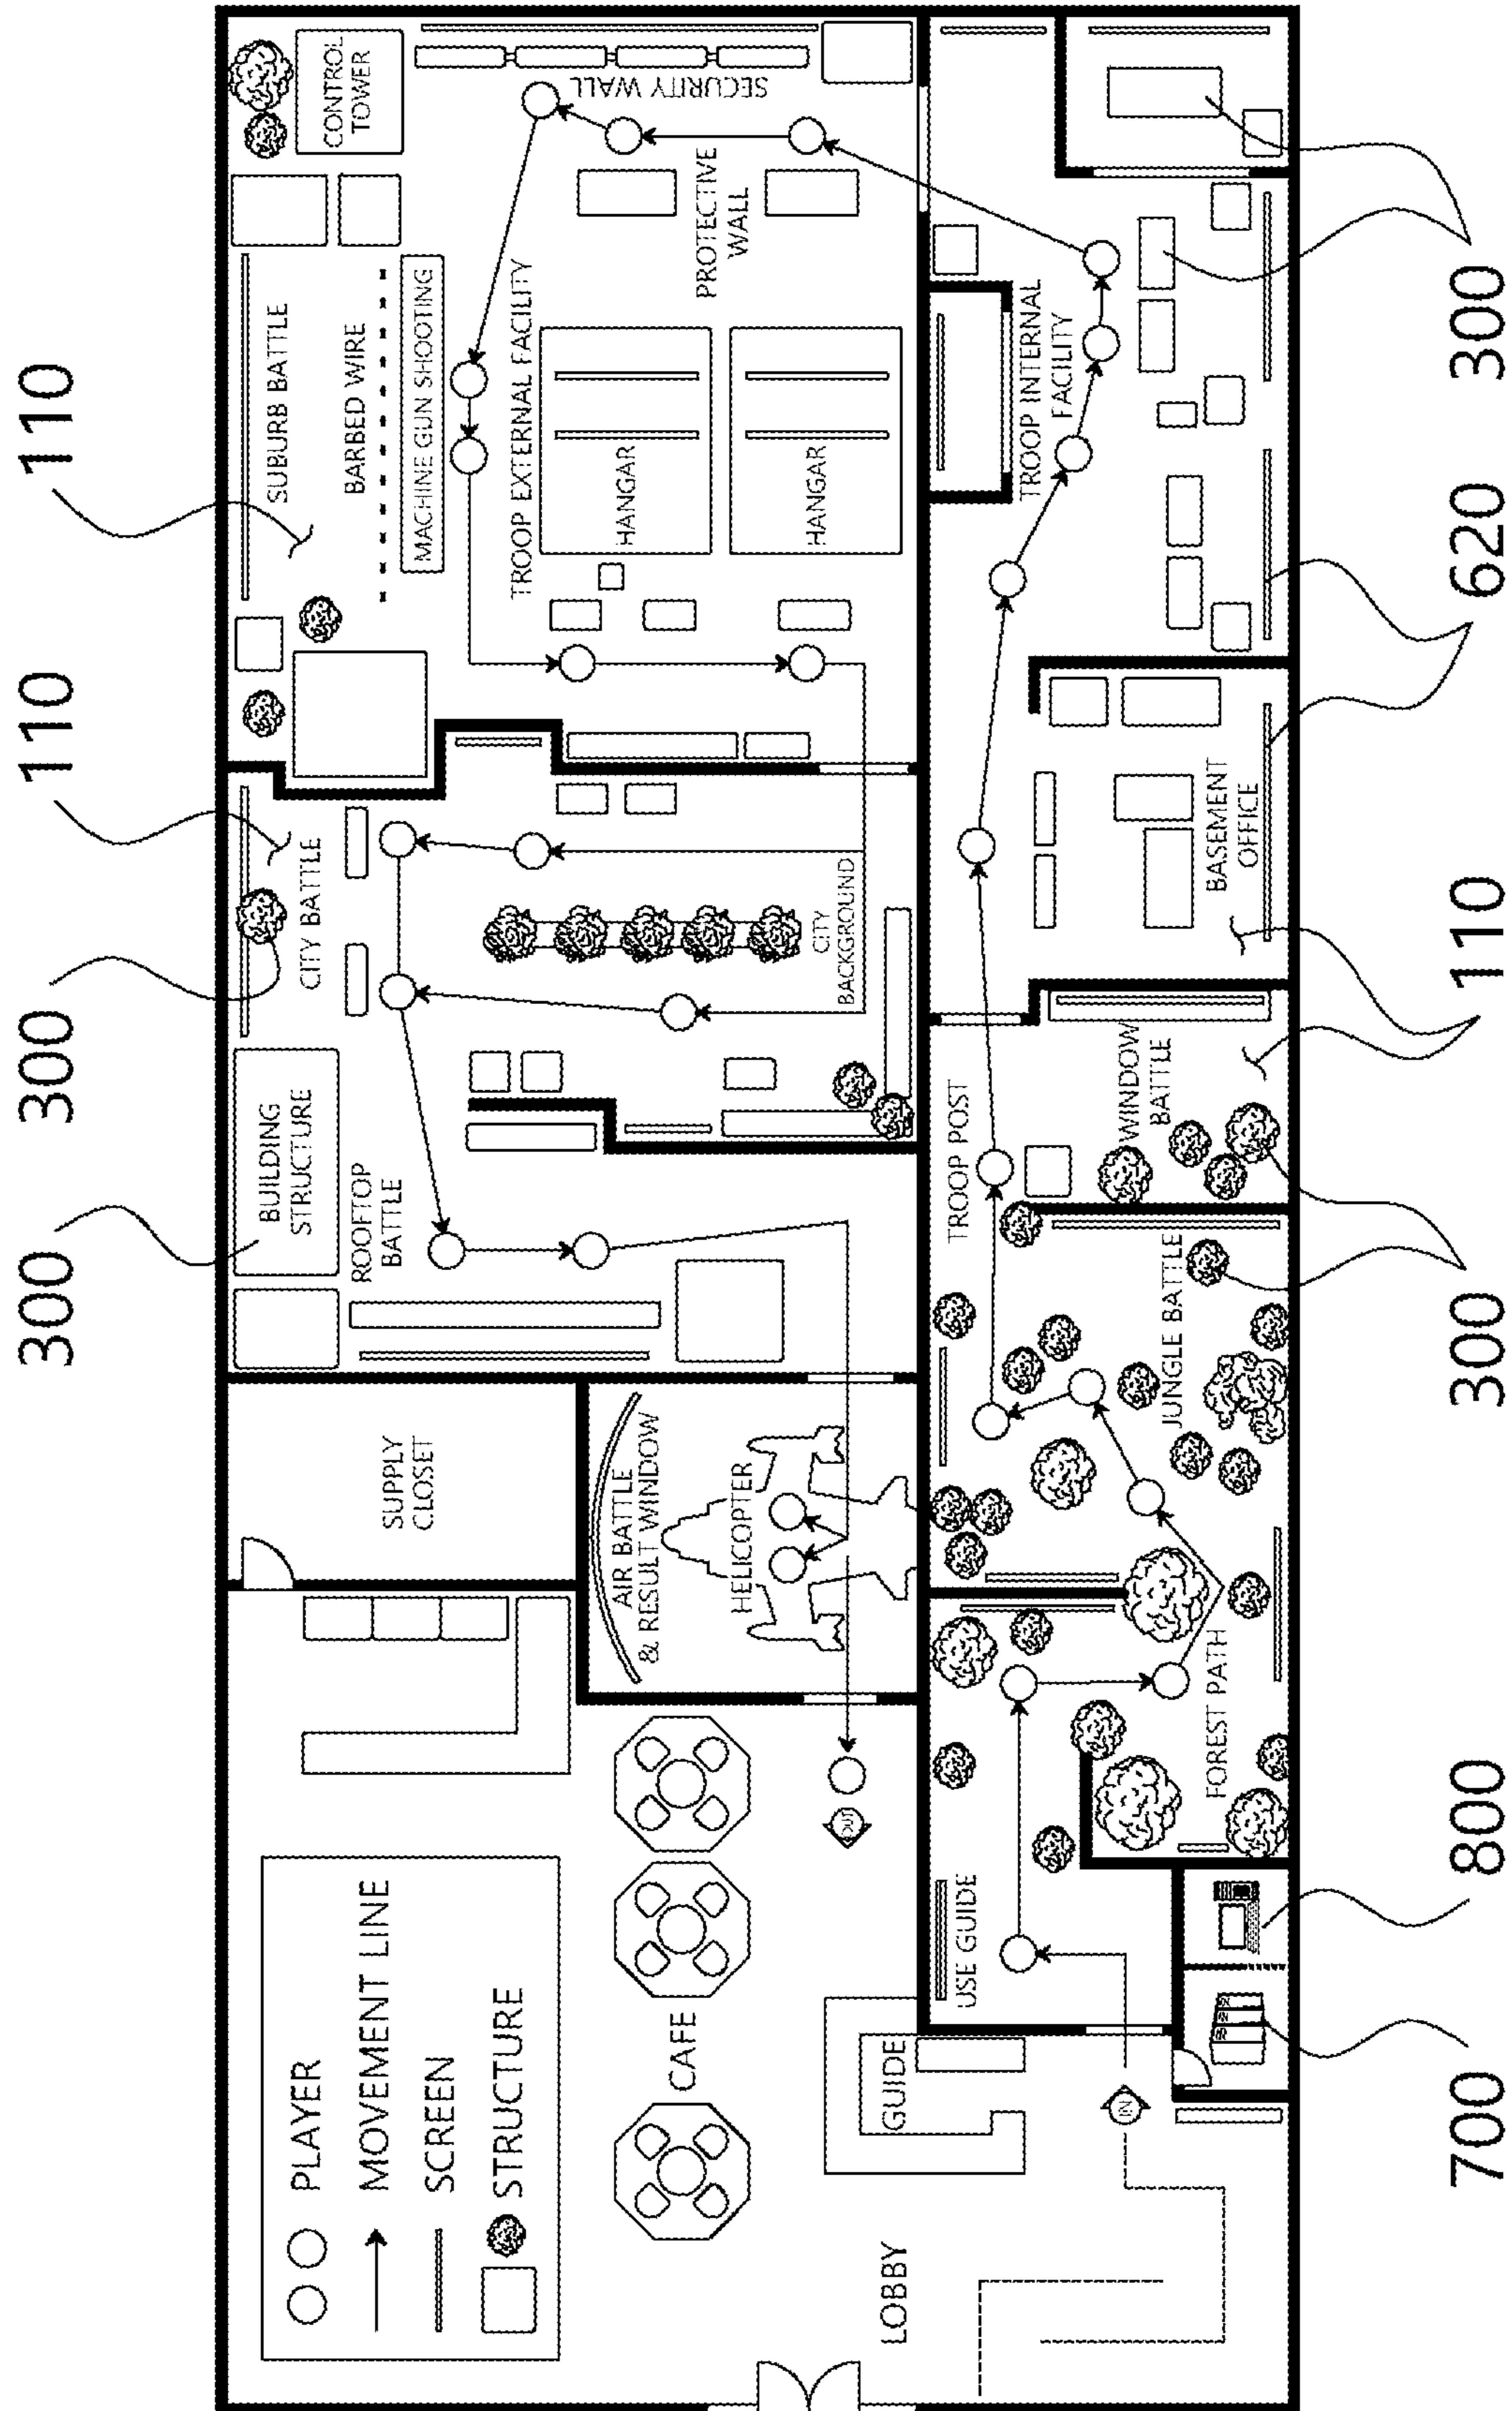 300
300
110
110
PLAYER
MOVEMENT LINE
SCREEN
STRUCTURE
SUPPLY
CLOSET
BUILDING
STRUCTURE
ROOFTOP
BATTLE
CITY BATTLE
SUBURB BATTLE
BARBED WIRE
MACHINE GUN SHOOTING
CONTROL
TOWER
SECURITY WALL
TROOP EXTERNAL FACILITY
PROTECTIVE
WALL
HANGAR
HANGAR
CITY
BACKGROUND
AIR BATTLE
& RESULT WINDOW
HELICOPTER
CAFE
OUT
GUIDE
LOBBY
IN
USE GUIDE
FOREST PATH
JUNGLE BATTLE
TROOP POST
WINDOW
BATTLE
BASEMENT
OFFICE
TROOP INTERNAL
FACILITY
700
800
300
110
620
300